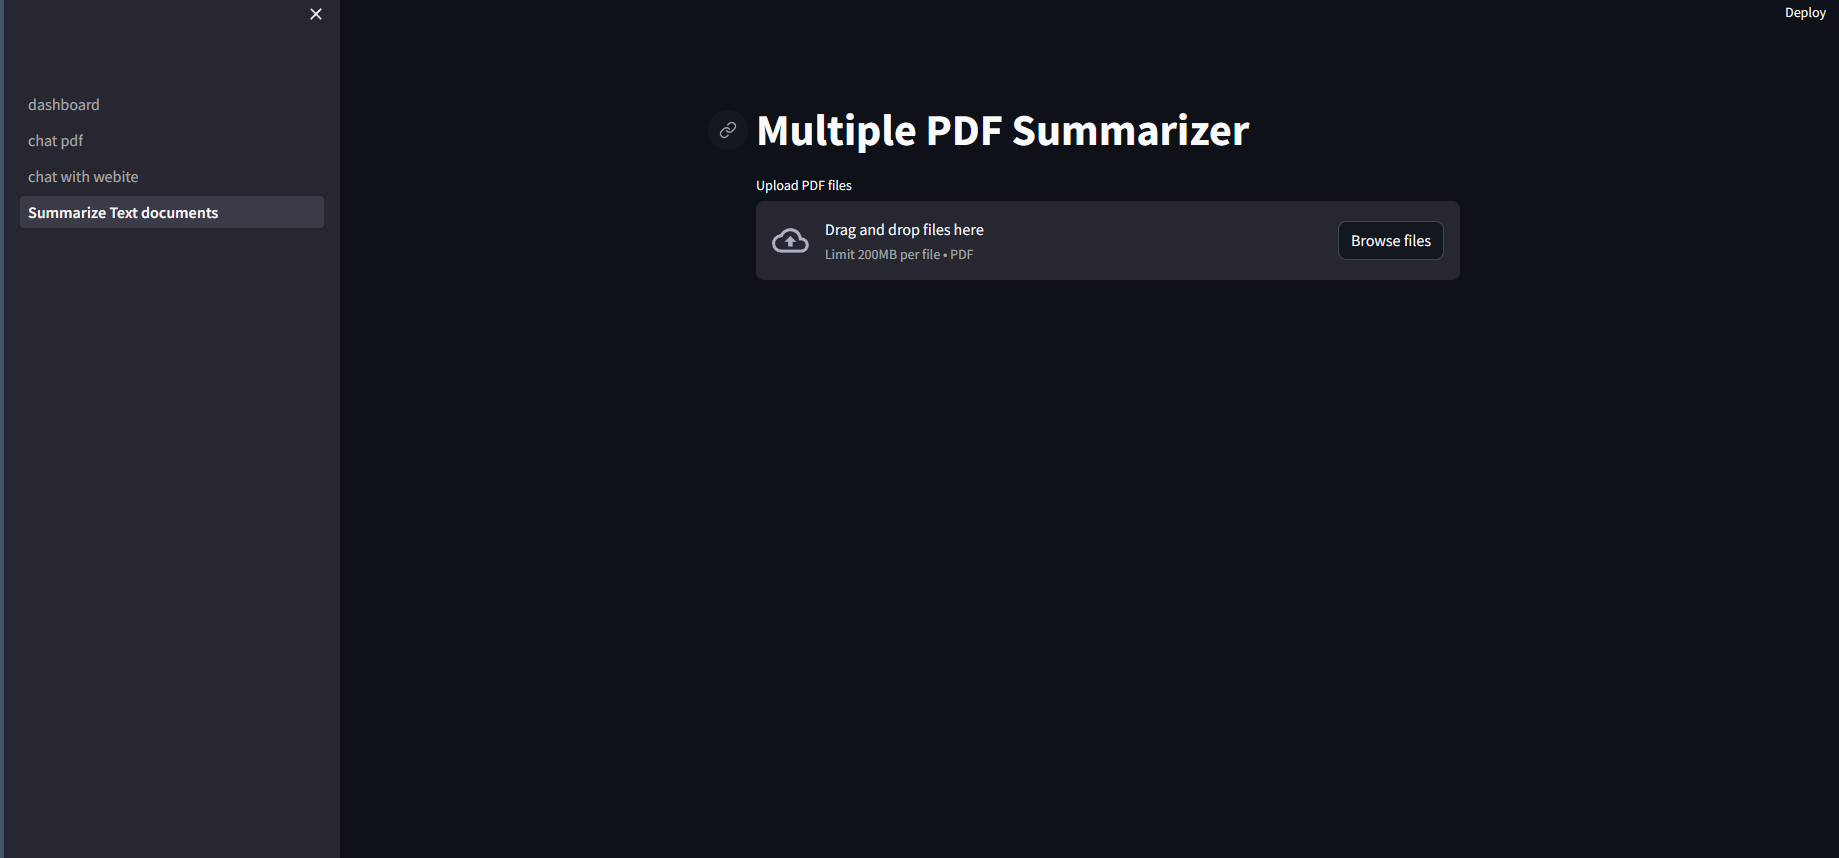 Deploy
dashboard
chat pdf
chat with webite
Summarize Text documents
Multiple PDF Summarizer
Upload PDF files
Drag and drop files here
Limit 200MB per file • PDF
Browse files